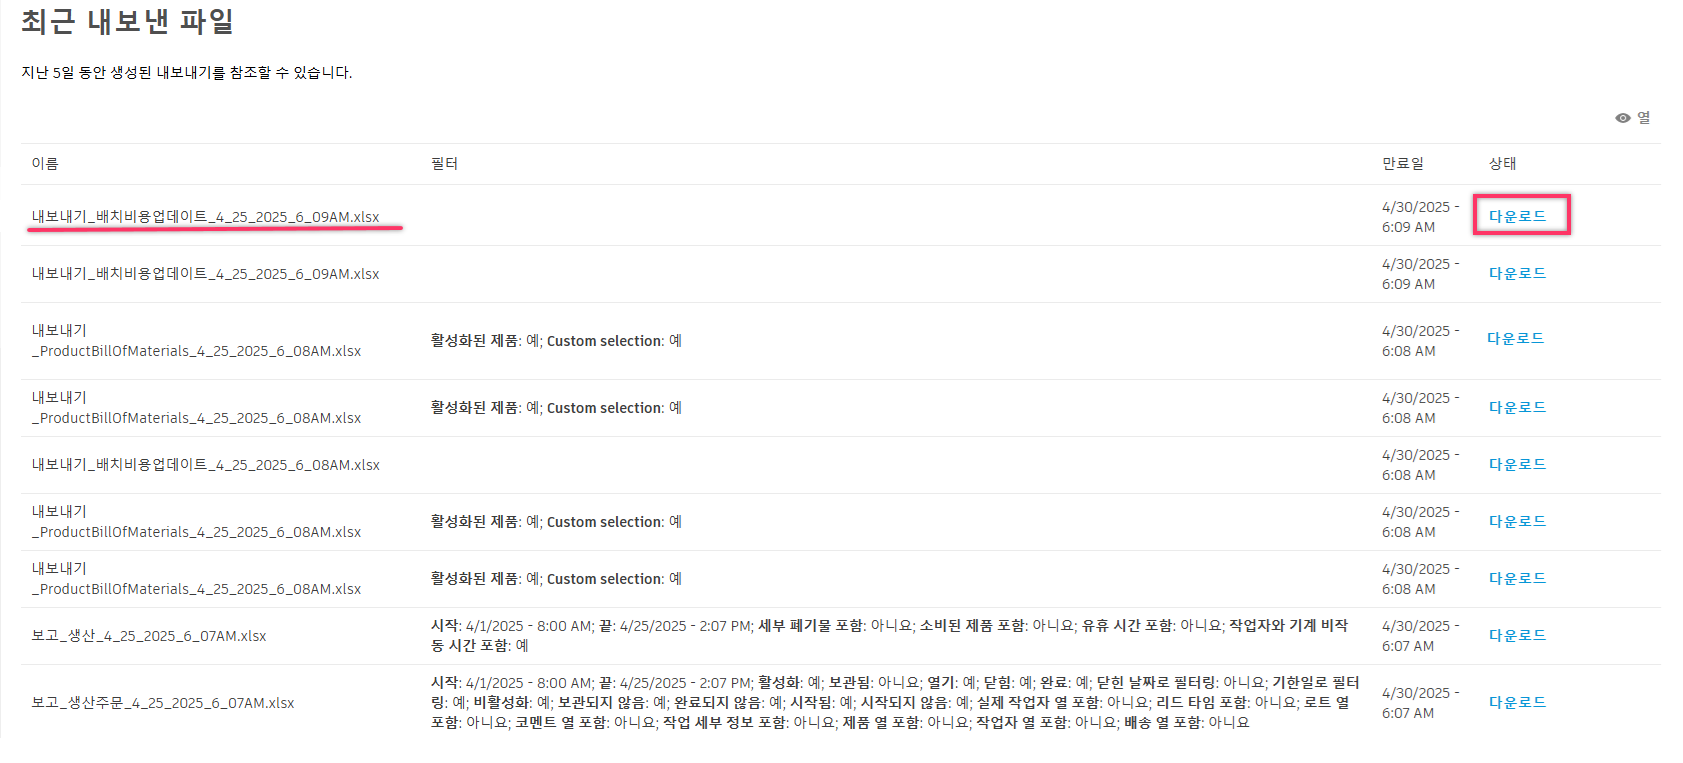 최근 내보낸 파일
지난 5일 동안 생성된 내보내기를 참조할 수 있습니다.
열
이름 필터 만료일 상태
내보내기_배치비용업데이트_4_25_2025_6_09AM.xlsx 4/30/2025 - 다운로드
6:09 AM
내보내기_배치비용업데이트_4_25_2025_6_09AM.xlsx 4/30/2025 - 다운로드
6:09 AM
내보내기 4/30/2025 -
_ProductBillOfMaterials_4_25_2025_6_08AM.xlsx 활성화된 제품: 예; Custom selection: 예 6:08 AM 다운로드
내보내기 4/30/2025 -
_ProductBillOfMaterials_4_25_2025_6_08AM.xlsx 활성화된 제품: 예; Custom selection: 예 6:08 AM 다운로드
내보내기_배치비용업데이트_4_25_2025_6_08AM.xlsx 4/30/2025 - 다운로드
6:08 AM
내보내기 4/30/2025 -
_ProductBillOfMaterials_4_25_2025_6_08AM.xlsx 활성화된 제품: 예; Custom selection: 예 6:08 AM 다운로드
내보내기 4/30/2025 -
_ProductBillOfMaterials_4_25_2025_6_08AM.xlsx 활성화된 제품: 예; Custom selection: 예 6:08 AM 다운로드
보고_생산_4_25_2025_6_07AM.xlsx 시작: 4/1/2025 - 8:00 AM; 끝: 4/25/2025 - 2:07 PM; 세부 폐기물 포함: 아니요; 소비된 제품 포함: 아니요; 유휴 시간 포함: 아니요; 작업자와 기계 비작 4/30/2025 - 다운로드
동 시간 포함: 예 6:07 AM
시작: 4/1/2025 - 8:00 AM; 끝: 4/25/2025 - 2:07 PM; 활성화: 예; 보관됨: 아니요; 열기: 예; 닫힘: 예; 완료: 예; 닫힌 날짜로 필터링: 아니요; 기한일로 필터 4/30/2025 -
보고_생산주문_4_25_2025_6_07AM.xlsx 링: 예; 비활성화: 예; 보관되지 않음: 예; 완료되지 않음: 예; 시작됨: 예; 시작되지 않음: 예; 실제 작업자 열 포함: 아니요; 리드 타임 포함: 아니요; 로트 열 6:07 AM 다운로드
포함: 아니요; 코멘트 열 포함: 아니요; 작업 세부 정보 포함: 아니요; 제품 열 포함: 아니요; 작업자 열 포함: 아니요; 배송 열 포함: 아니요